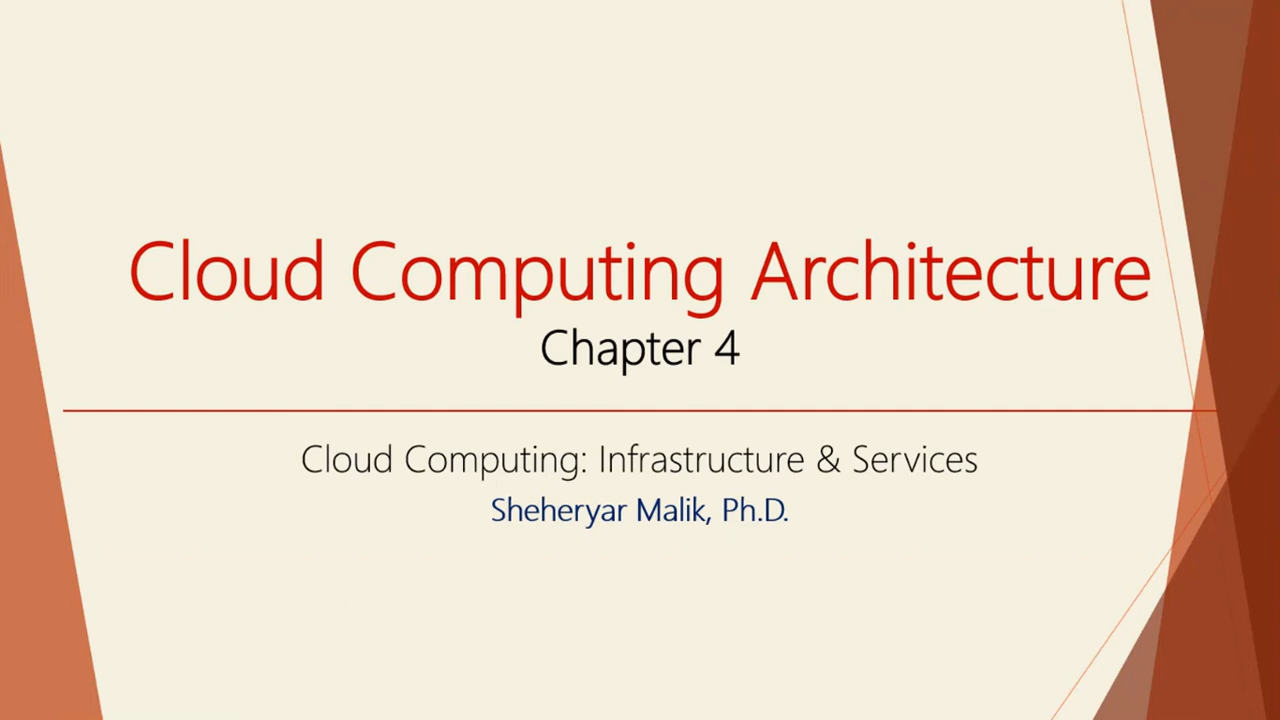 Cloud Computing Architecture
Chapter 4
Cloud Computing: Infrastructure & Services
Sheheryar Malik, Ph.D.